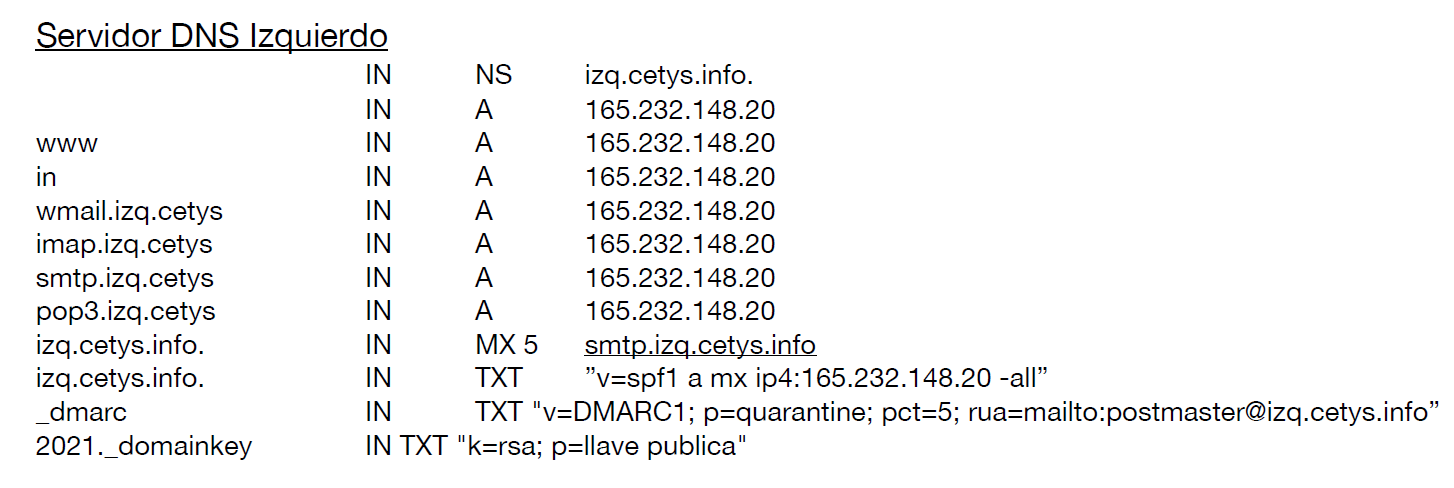 Servidor DNS Izquierdo
IN NS izq.cetys.info.
IN A 165.232.148.20
www IN A 165.232.148.20
in IN A 165.232.148.20
wmail.izq.cetys IN A 165.232.148.20
imap.izq.cetys IN A 165.232.148.20
smtp.izq.cetys IN A 165.232.148.20
pop3.izq.cetys IN A 165.232.148.20
izq.cetys.info. IN MX 5 smtp.izq.cetys.info
izq.cetys.info. IN TXT ”v=spf1 a mx ip4:165.232.148.20 -all”
_dmarc IN TXT "v=DMARC1; p=quarantine; pct=5; rua=mailto:postmaster@izq.cetys.info”
2021._domainkey IN TXT "k=rsa; p=llave publica"